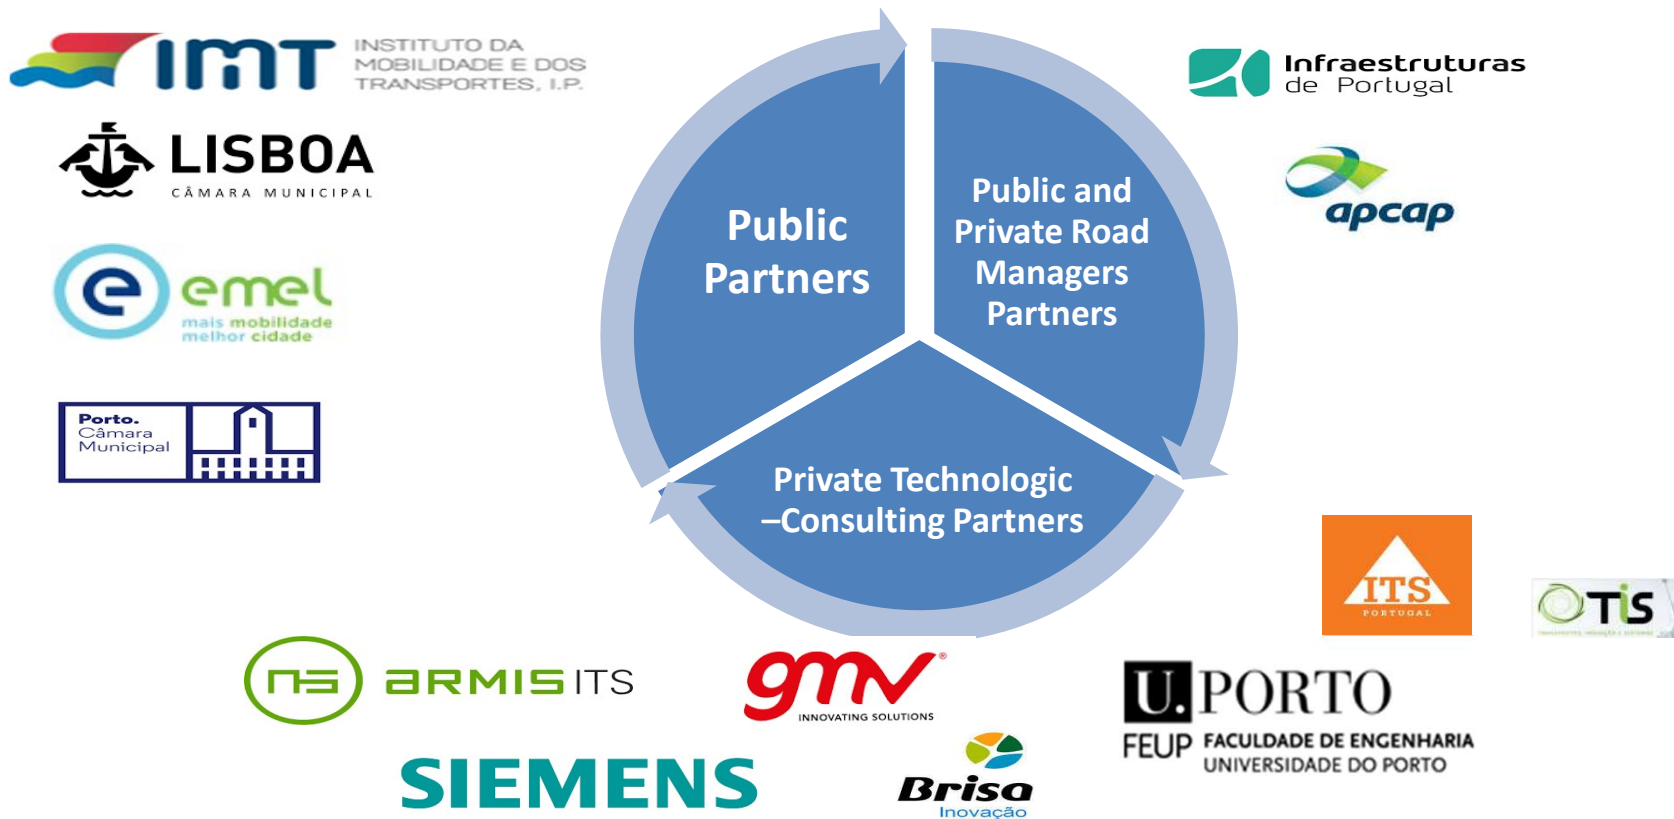 IMT
INSTITUTO DA
MOBILIDADE E DOS
TRANSPORTES, I.P.
LISBOA
CÂMARA MUNICIPAL
e
emel
mais mobilidade
melhor cidade
Porto.
Câmara
Municipal
Public
Partners
Public and
Private Road
Managers
Partners
Private Technologic
–Consulting Partners
Infraestruturas
de Portugal
apcap
ITS
PORTUGAL
TIS
ARMIS ITS
gmv®
INNOVATING SOLUTIONS
U.PORTO
FEUP FACULDADE DE ENGENHARIA
UNIVERSIDADE DO PORTO
SIEMENS
Brisa
Inovação